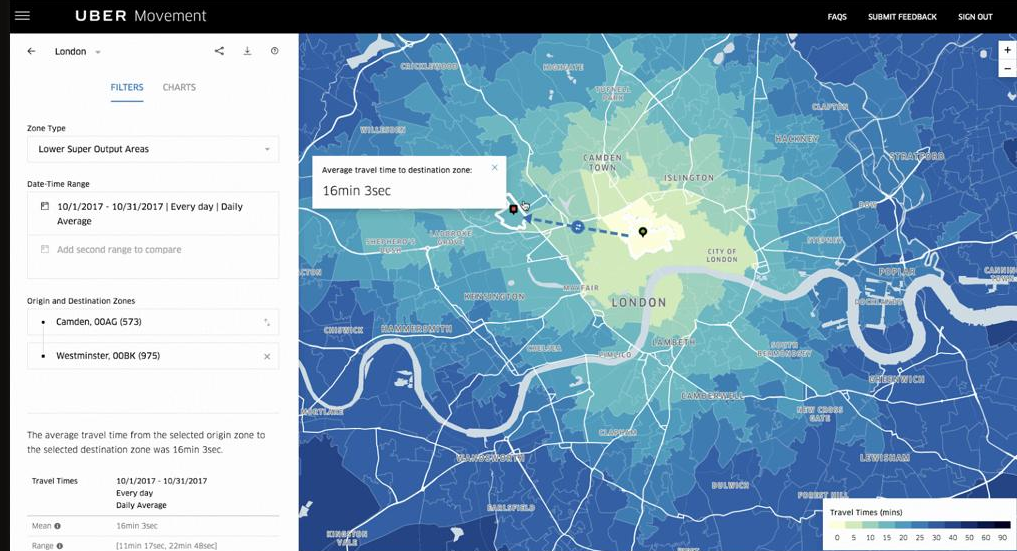 UBER Movement
FAQS SUBMIT FEEDBACK SIGN OUT
London
FILTERS CHARTS
Zone Type
Lower Super Output Areas
Date-Time Range
10/1/2017 - 10/31/2017 | Every day | Daily
Average
Add second range to compare
Origin and Destination Zones
Camden, 00AG (573)
Westminster, 00BK (975)
The average travel time from the selected origin zone to
the selected destination zone was 16min 3sec.
Travel Times 10/1/2017 - 10/31/2017
Every day
Daily Average
Mean 16min 3sec
Range [11min 17sec, 22min 48sec]
Average travel time to destination zone:
16min 3sec
CRICKLEWOOD
HIGHGATE
TUFNELL
PARK
CLAPTON
WILLESDEN
HACKNEY
STRATFORD
CAMDEN
TOWN
ISLINGTON
BOW
LADBROKE
GROVE
SHEPHERD'S
BUSH
STEPNEY
CITY OF
LONDON
POPLAR
CANNING
TOWN
ACTON
MAYFAIR
KENSINGTON
LONDON
DOCKLANDS
CHISWICK
HAMMERSMITH
CHELSEA
PIMLICO
LAMBETH
SOUTH
BERMONDSEY
GREENWICH
CAMBERWELL
MORTLAKE
NEW CROSS
GATE
CLAPHAM
WANDSWORTH
LEWISHAM
DULWICH
FOREST HILL
EARLSFIELD
KINGSTON
VALE
+
-
Travel Times (mins)
0 5 10 15 20 25 30 40 50 60 90